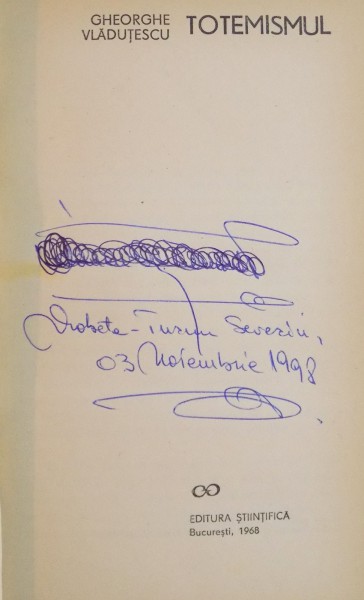 GHEORGHE
VLĂDUȚESCU
TOTEMISMUL
Drobeta-Turnu Severin,
03 Noiembrie 1998
EDITURA ȘTIINȚIFICĂ
București, 1968